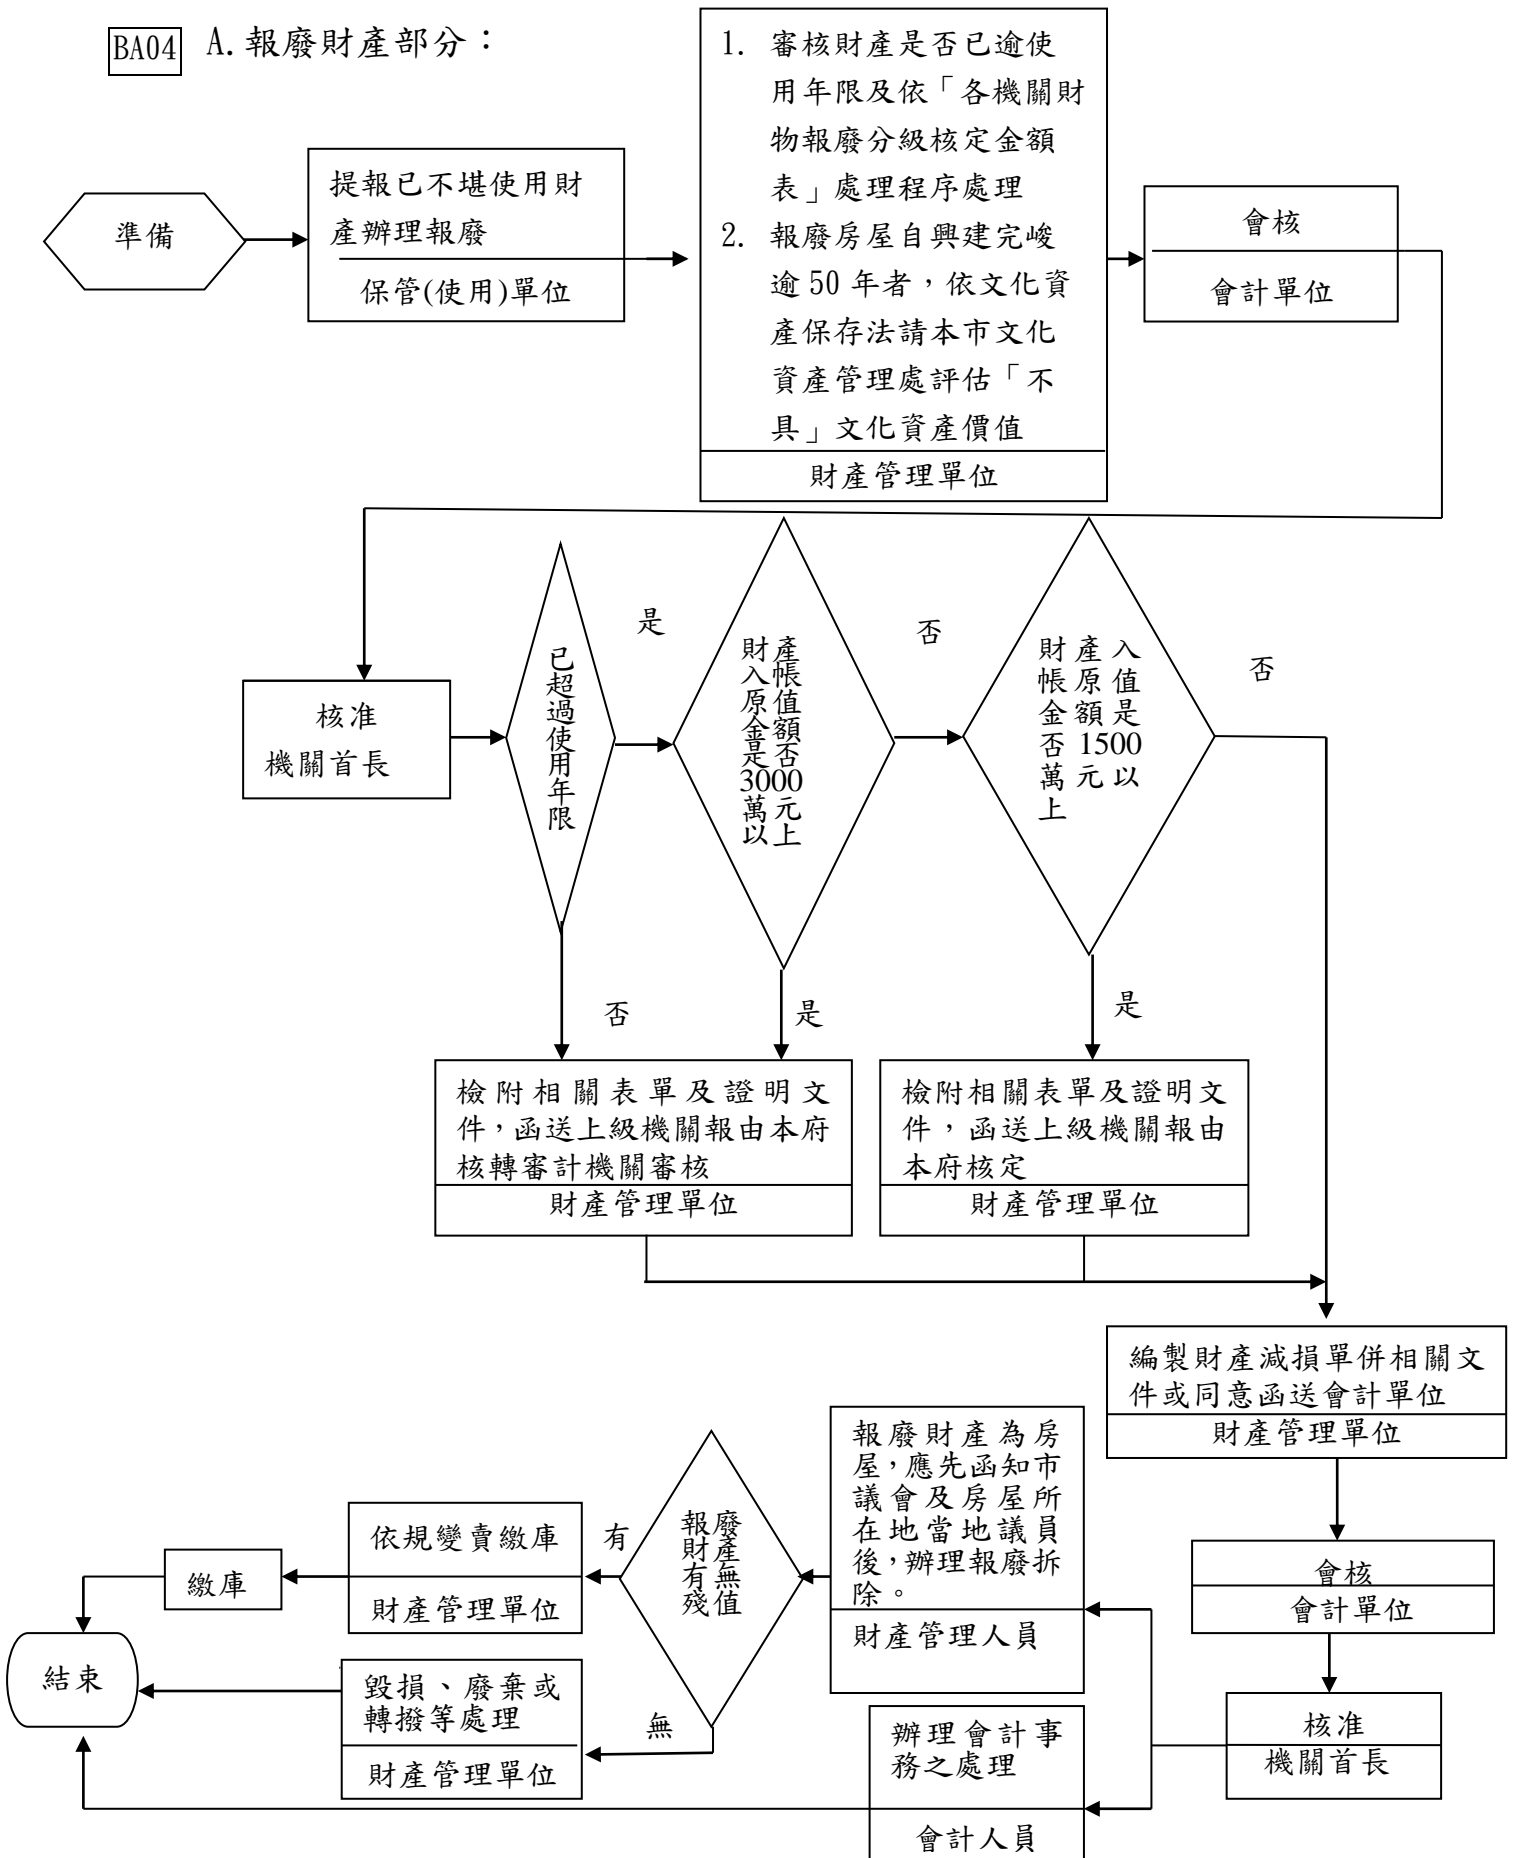 BA04 A.報廢財產部分：
準備
提報已不堪使用財
產辦理報廢
保管(使用)單位
1. 審核財產是否已逾使
用年限及依「各機關財
物報廢分級核定金額
表」處理程序處理
2. 報廢房屋自興建完峻
逾50年者，依文化資
產保存法請本市文化
資產管理處評估「不
具」文化資產價值
財產管理單位
會核
會計單位
核准
機關首長
已超過使用年限
是
否
財產
入帳
原值
金額
是否
3000
萬元
以上
否
是
財產入
帳原值
金額是
否1500
萬元以
上
否
是
檢附相關表單及證明文
件，函送上級機關報由本府
核轉審計機關審核
財產管理單位
檢附相關表單及證明文
件，函送上級機關報由
本府核定
財產管理單位
編製財產減損單併相關文
件或同意函送會計單位
財產管理單位
會核
會計單位
核准
機關首長
報廢財產為房
屋，應先函知市
議會及房屋所
在地當地議員
後，辦理報廢拆
除。
財產管理人員
辦理會計事
務之處理
會計人員
報廢
財產
有無
殘值
有
無
依規變賣繳庫
財產管理單位
繳庫
毀損、廢棄或
轉撥等處理
財產管理單位
結束